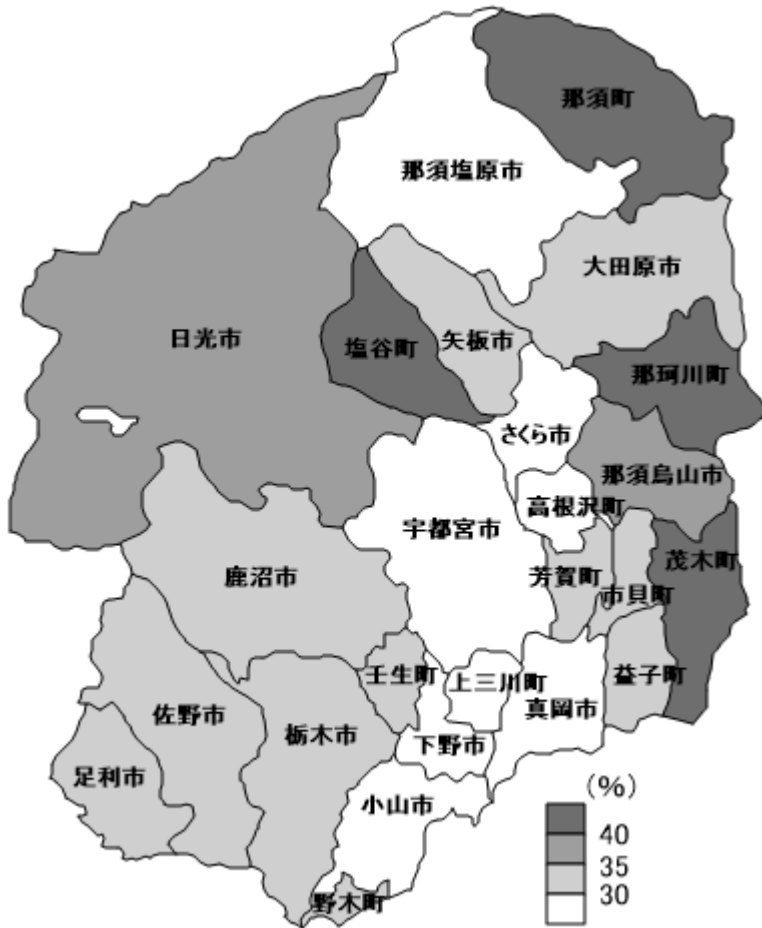 那須町
那須塩原市
大田原市
日光市
塩谷町
矢板市
那珂川町
さくら市
那須烏山市
高根沢町
宇都宮市
茂木町
芳賀町
市貝町
鹿沼市
壬生町
上三川町
益子町
真岡市
佐野市
栃木市
下野市
足利市
小山市
野木町
(%)
40
35
30